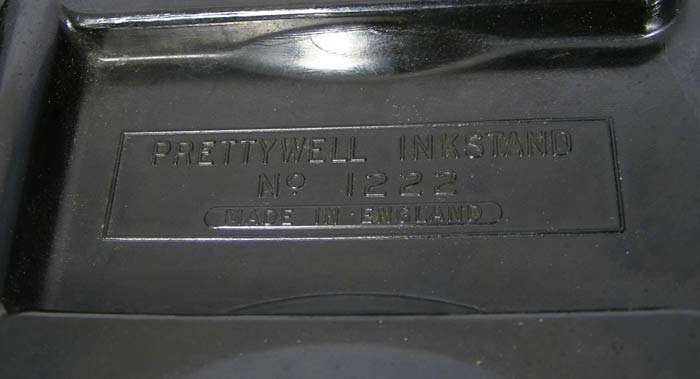 PRETTYWELL INKSTAND
Nº 1222
MADE IN ENGLAND